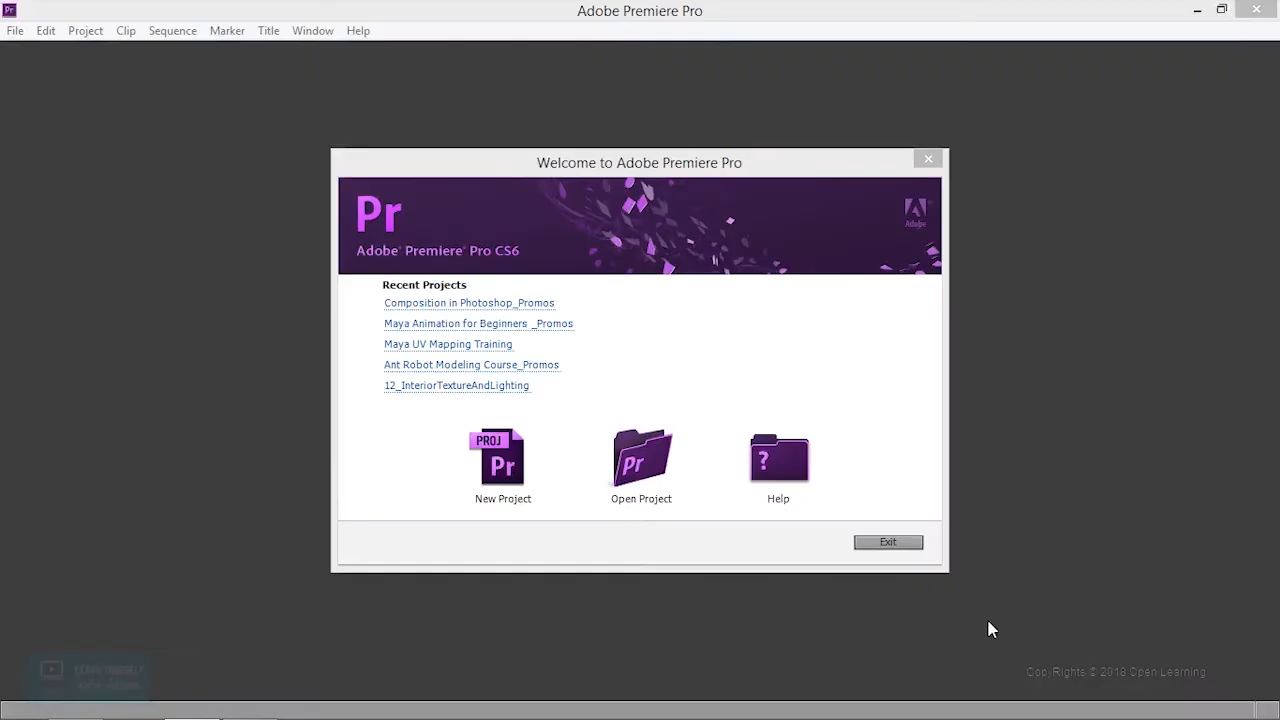 Pr
Adobe Premiere Pro
File Edit Project Clip Sequence Marker Title Window Help
Welcome to Adobe Premiere Pro
Pr
Adobe
Adobe® Premiere® Pro CS6
Recent Projects
Composition in Photoshop_Promos
Maya Animation for Beginners _Promos
Maya UV Mapping Training
Ant Robot Modeling Course_Promos
12_InteriorTextureAndLighting
PROJ
Pr
Pr
?
New Project
Open Project
Help
Exit
CopyRights © 2018 Open Learning